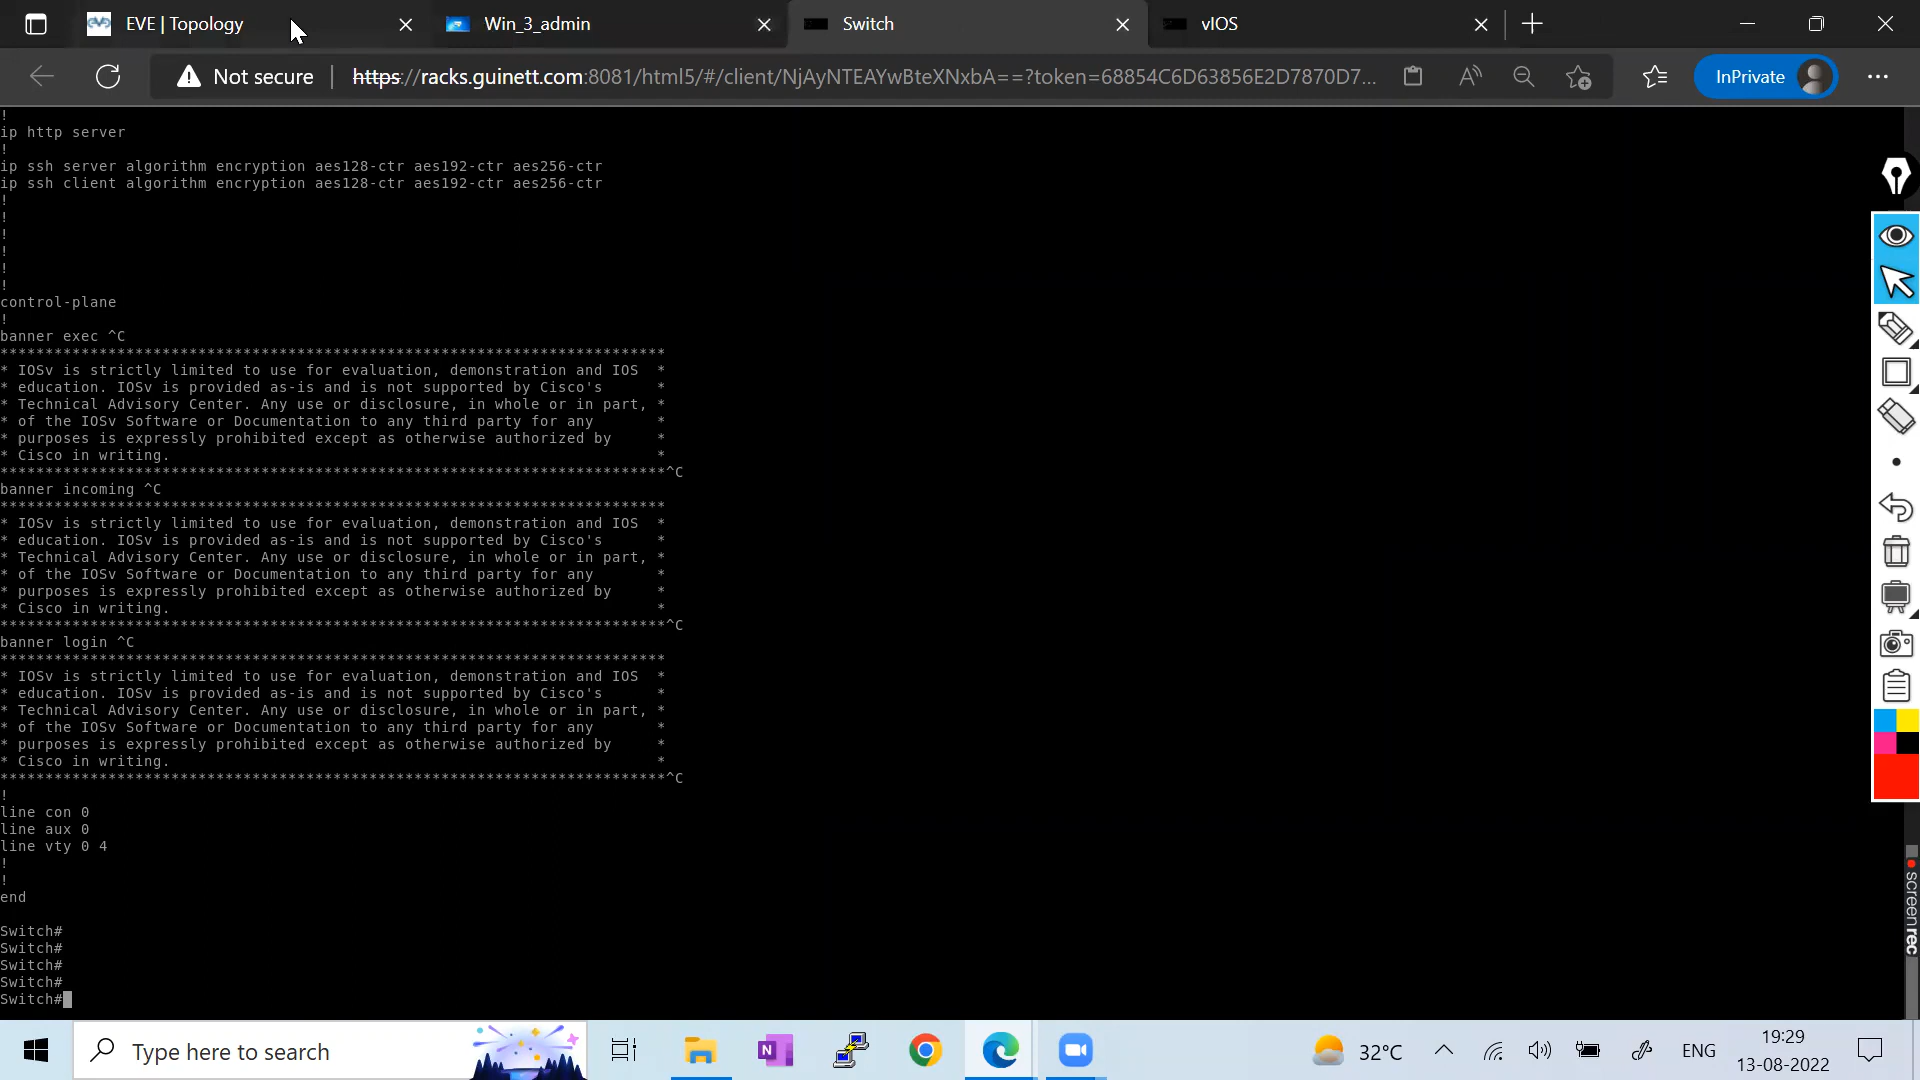 EVE | Topology
Win_3_admin
Switch
vIOS
Not secure
https://racks.guinett.com:8081/html5/#/client/NjAyNTEAYwBteXNxbA==?token=68854C6D63856E2D7870D7...
InPrivate
!
ip http server
!
ip ssh server algorithm encryption aes128-ctr aes192-ctr aes256-ctr
ip ssh client algorithm encryption aes128-ctr aes192-ctr aes256-ctr
!
!
!
!
!
!
control-plane
!
banner exec ^C
**************************************************************************
* IOSv is strictly limited to use for evaluation, demonstration and IOS  *
* education. IOSv is provided as-is and is not supported by Cisco's      *
* Technical Advisory Center. Any use or disclosure, in whole or in part, *
* of the IOSv Software or Documentation to any third party for any       *
* purposes is expressly prohibited except as otherwise authorized by     *
* Cisco in writing.                                                      *
**************************************************************************^C
banner incoming ^C
**************************************************************************
* IOSv is strictly limited to use for evaluation, demonstration and IOS  *
* education. IOSv is provided as-is and is not supported by Cisco's      *
* Technical Advisory Center. Any use or disclosure, in whole or in part, *
* of the IOSv Software or Documentation to any third party for any       *
* purposes is expressly prohibited except as otherwise authorized by     *
* Cisco in writing.                                                      *
**************************************************************************^C
banner login ^C
**************************************************************************
* IOSv is strictly limited to use for evaluation, demonstration and IOS  *
* education. IOSv is provided as-is and is not supported by Cisco's      *
* Technical Advisory Center. Any use or disclosure, in whole or in part, *
* of the IOSv Software or Documentation to any third party for any       *
* purposes is expressly prohibited except as otherwise authorized by     *
* Cisco in writing.                                                      *
**************************************************************************^C
!
line con 0
line aux 0
line vty 0 4
!
!
end
Switch#
Switch#
Switch#
Switch#
Switch#
screenrec
Type here to search
32°C
ENG
19:29
13-08-2022